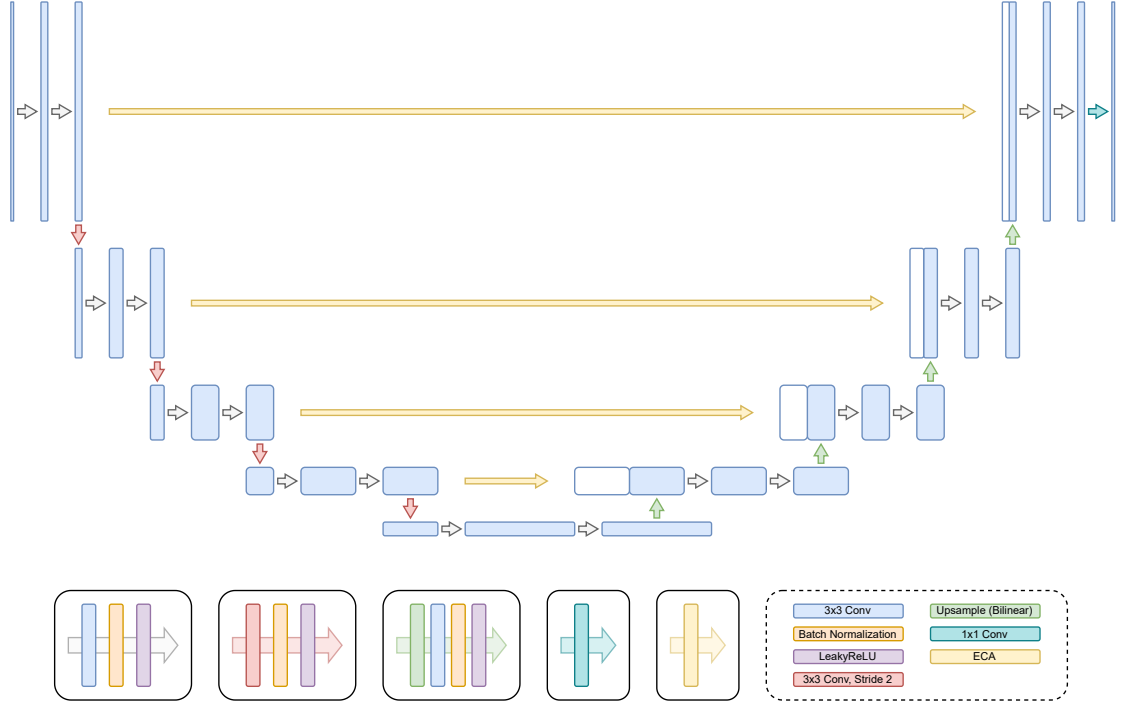 3x3 Conv
Upsample (Bilinear)
Batch Normalization
1x1 Conv
LeakyReLU
ECA
3x3 Conv, Stride 2